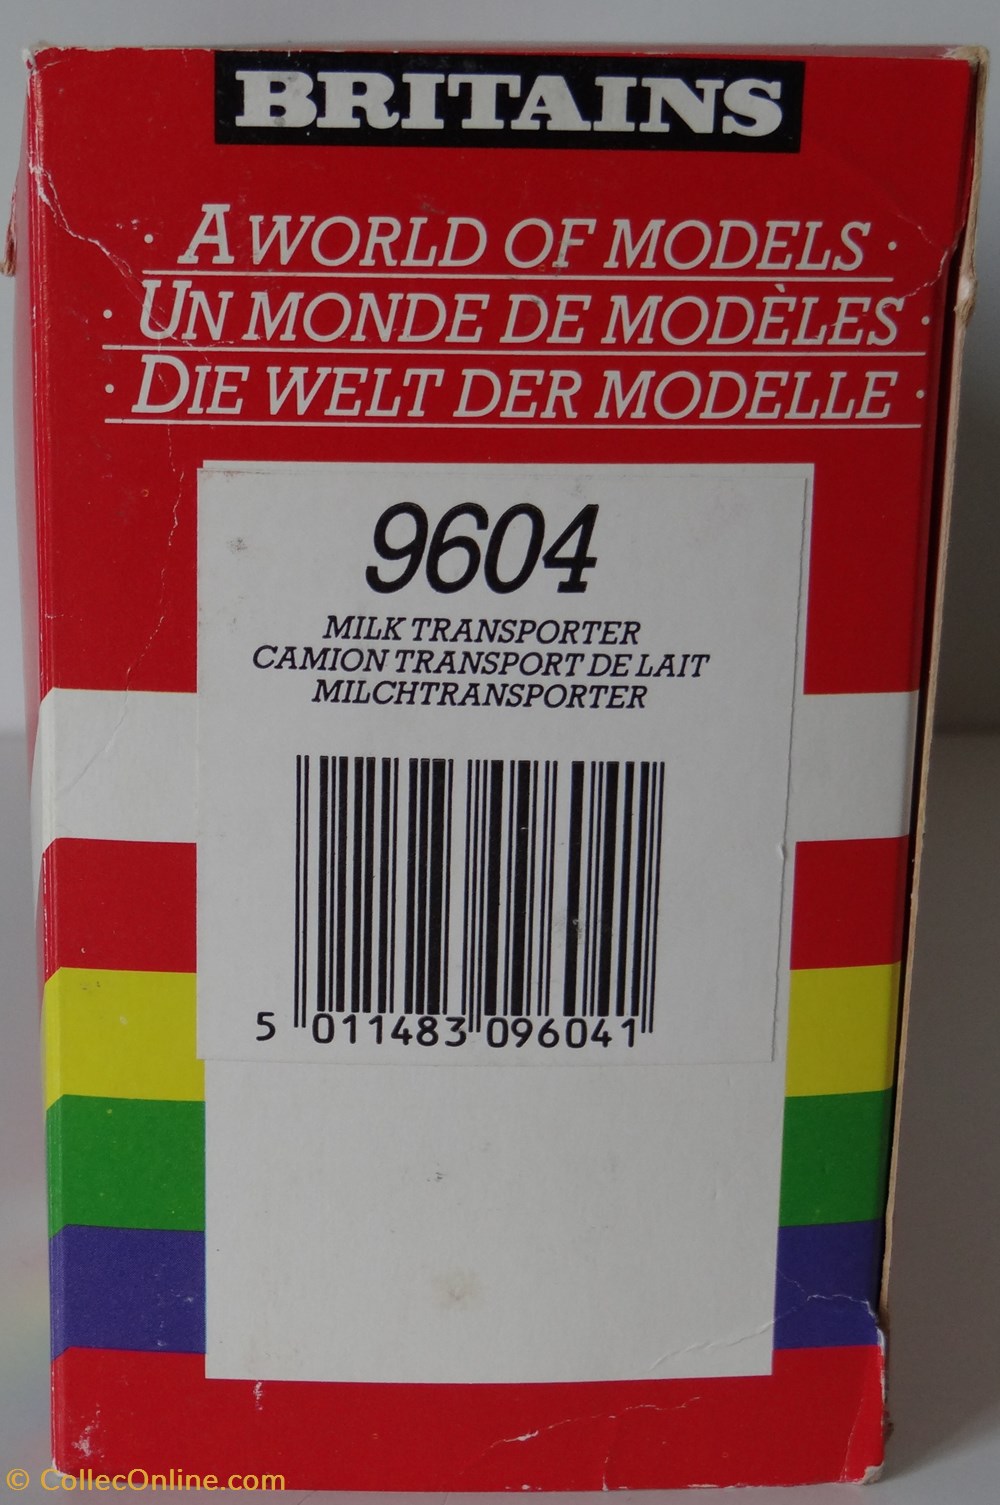 BRITAINS
· A WORLD OF MODELS ·
· UN MONDE DE MODÈLES ·
· DIE WELT DER MODELLE ·
9604
MILK TRANSPORTER
CAMION TRANSPORT DE LAIT
MILCHTRANSPORTER
5 011483 096041
© CollecOnline.com